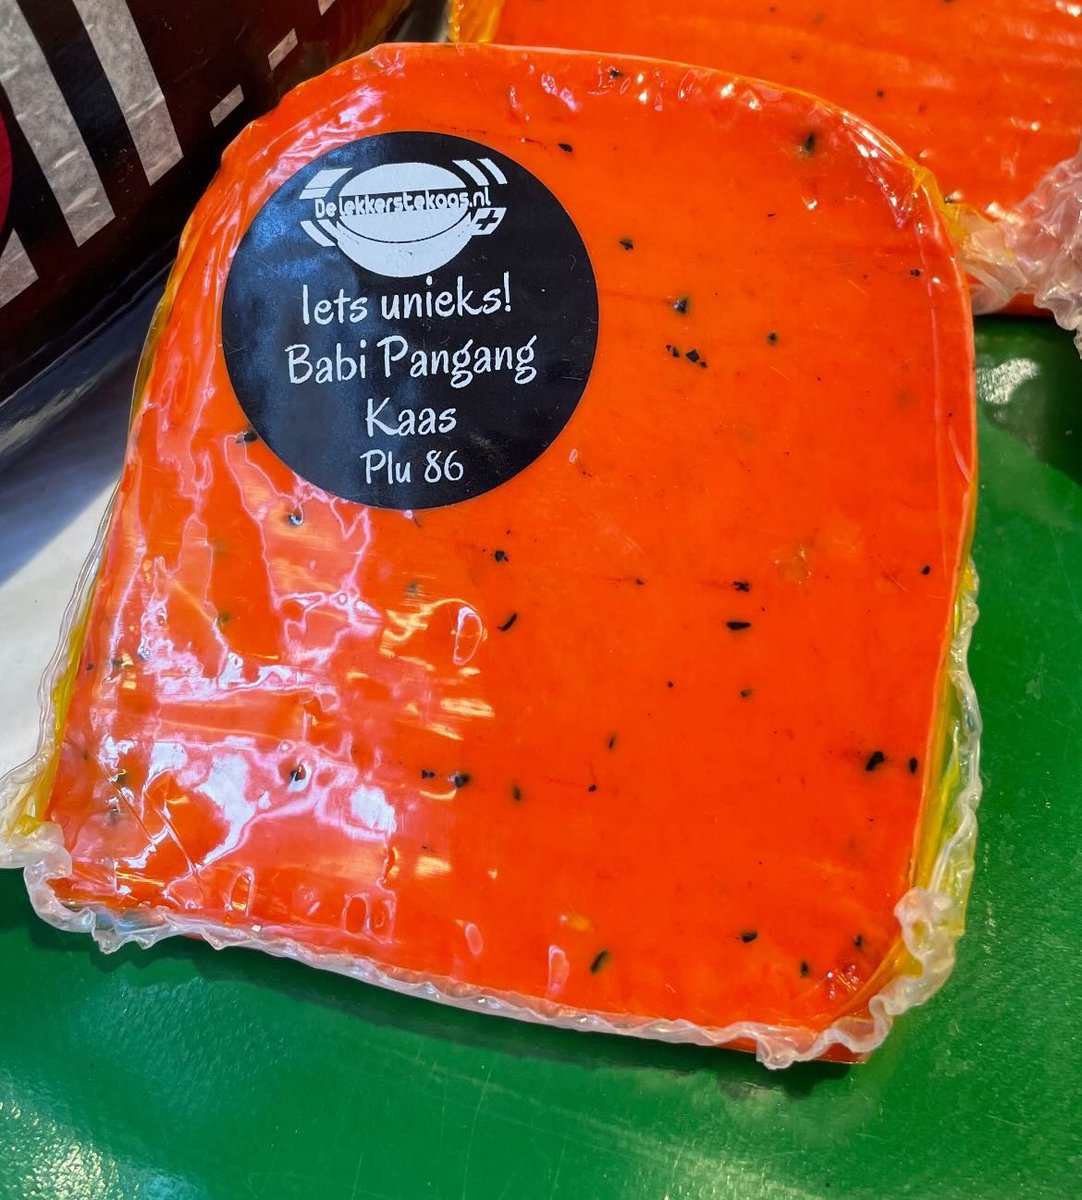 Delekkerstekaas.nl
Iets unieks!
Babi Pangang
Kaas
Plu 86